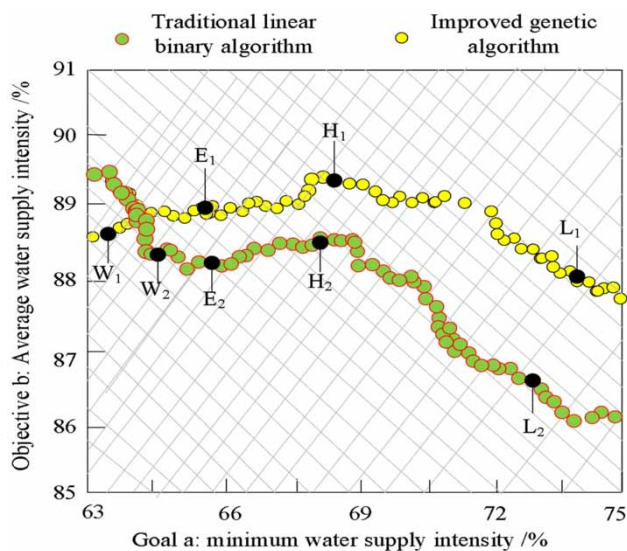 Traditional linear
binary algorithm
Improved genetic
algorithm
Objective b: Average water supply intensity /%
91
90
89
88
87
86
85
E1
H1
W1
W2
E2
H2
L1
L2
63
66
69
72
75
Goal a: minimum water supply intensity /%